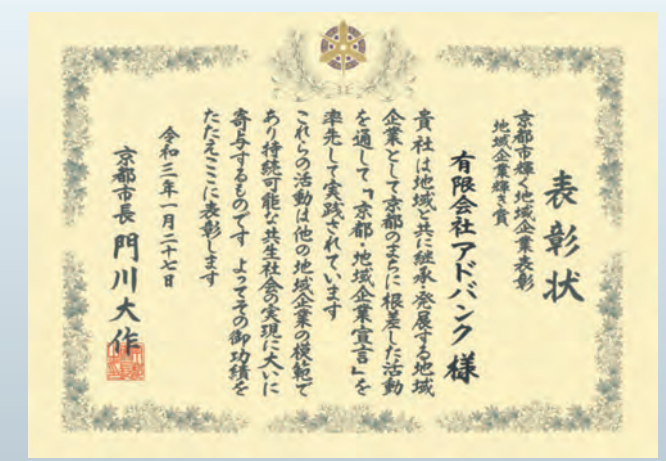 表彰状
京都市輝く地域企業表彰
地域企業輝き賞
有限会社アドバンク 様
貴社は地域と共に継承・発展する地域
企業として京都のまちに根差した活動
を通して「京都・地域企業宣言」を
率先して実践されています
これらの活動は他の地域企業の模範で
あり持続可能な共生社会の実現に大いに
寄与するものです よってその御功績を
たたえここに表彰します
令和三年一月二十七日
京都市長 門川大作